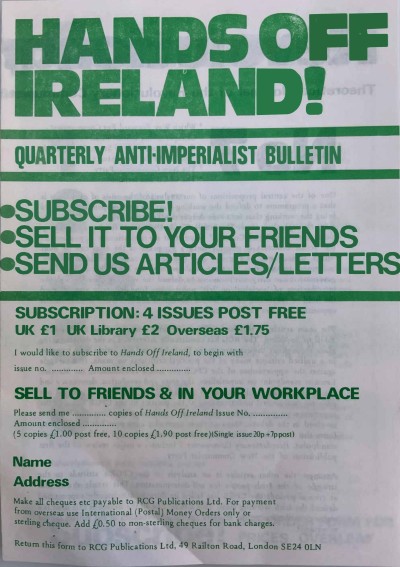 HANDS OFF
IRELAND!
QUARTERLY ANTI-IMPERIALIST BULLETIN
•SUBSCRIBE!
•SELL IT TO YOUR FRIENDS
•SEND US ARTICLES/LETTERS
SUBSCRIPTION: 4 ISSUES POST FREE
UK £1 UK Library £2 Overseas £1.75
I would like to subscribe to Hands Off Ireland, to begin with
issue no. ............. Amount enclosed..............
SELL TO FRIENDS & IN YOUR WORKPLACE
Please send me .............. copies of Hands Off Ireland Issue No. ..............
Amount enclosed ..............
(5 copies £1.00 post free, 10 copies £1.90 post free)(Single issue 20p +7p post)
Name
Address
Make all cheques etc payable to RCG Publications Ltd. For payment
from overseas use International (Postal) Money Orders only or
sterling cheque. Add £0.50 to non-sterling cheques for bank charges.
Return this form to RCG Publications Ltd, 49 Railton Road, London SE24 0LN